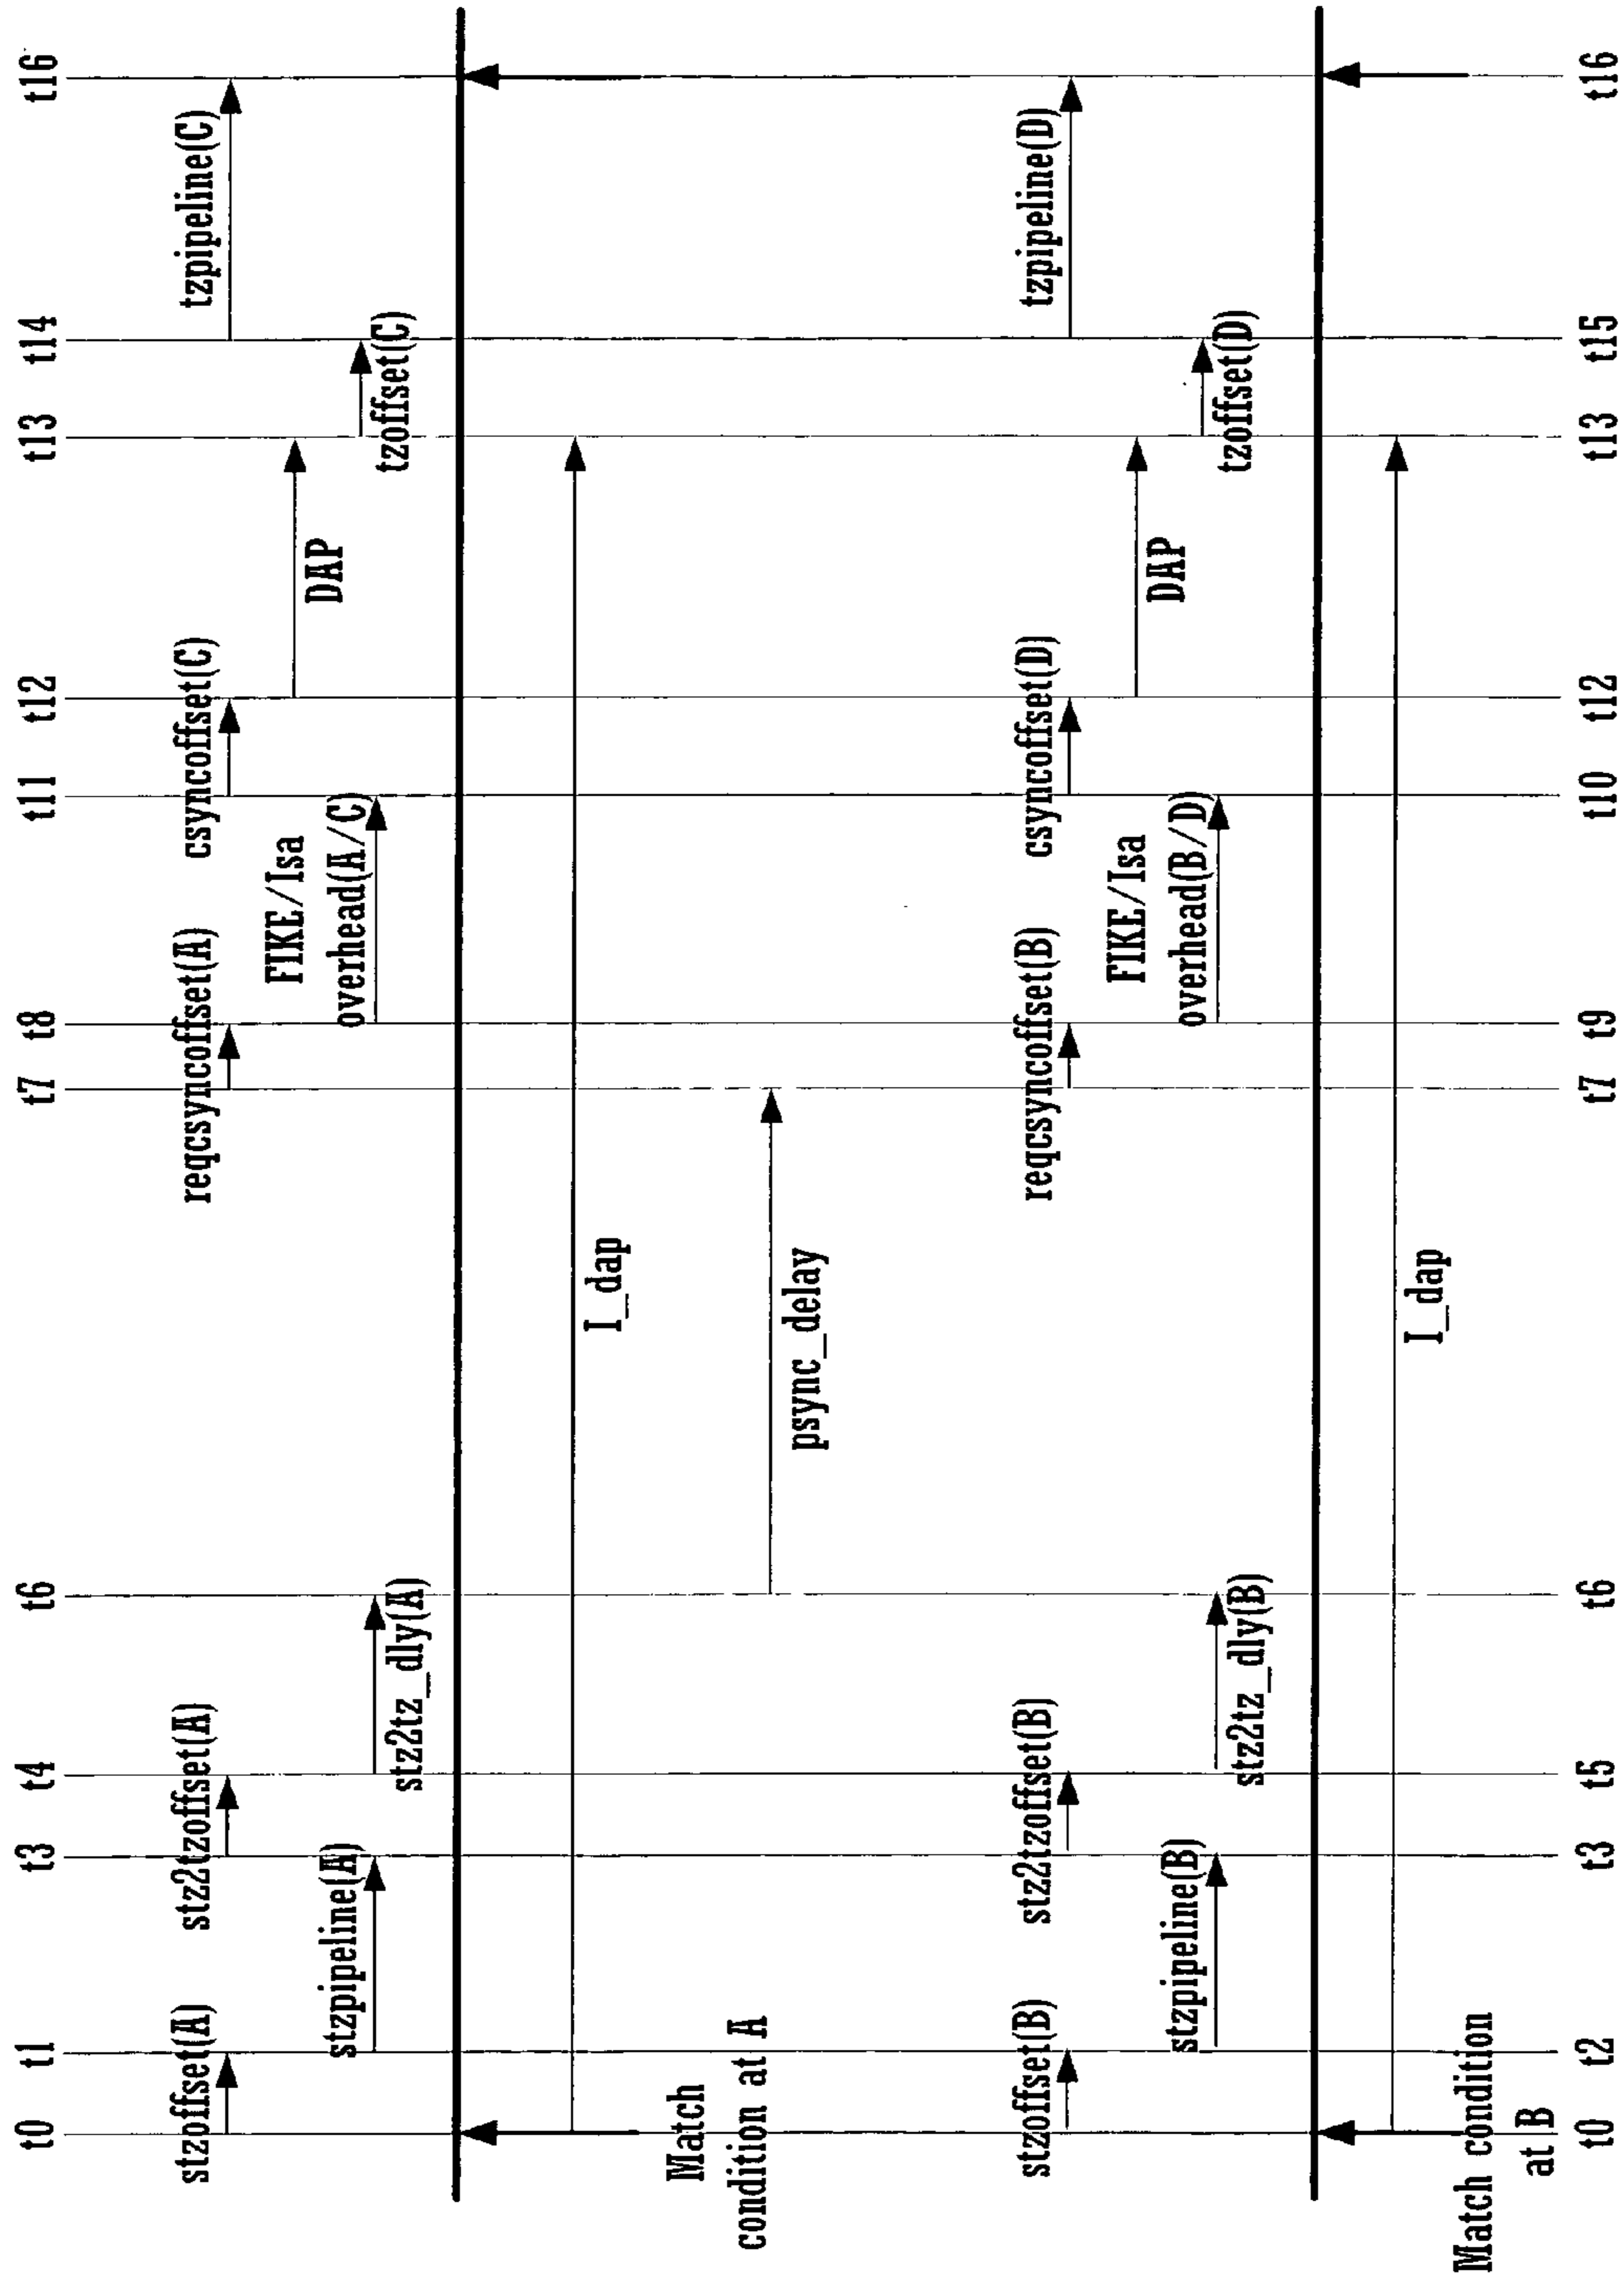 t0 t1 t3 t4 t6 t7 t8 t11 t12 t13 t14 t16
stzoffset(A) stz2tzoffset(A) reqcsyncoffset(A) csyncoffset(C) tzpipeline(C)
FIKE/Isa
DAP
stzpipeline(A) stz2tz_dly(A) overhead(A/C) tzoffset(C)
I_dap
Match
condition at A
psync_delay
stzoffset(B) stz2tzoffset(B) reqcsyncoffset(B) csyncoffset(D) tzpipeline(D)
FIKE/Isa
DAP
stzpipeline(B) stz2tz_dly(B) overhead(B/D) tzoffset(D)
I_dap
Match condition
at B
t0 t2 t3 t5 t6 t7 t9 t10 t12 t13 t15 t16